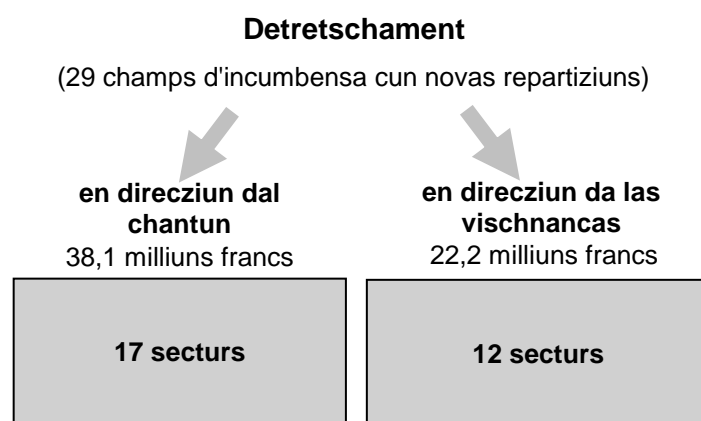 Detretschament
(29 champs d'incumbensa cun novas repartiziuns)
en direcziun dal
chantun
38,1 milliuns francs
en direcziun da las
vischnancas
22,2 milliuns francs
17 secturs
12 secturs